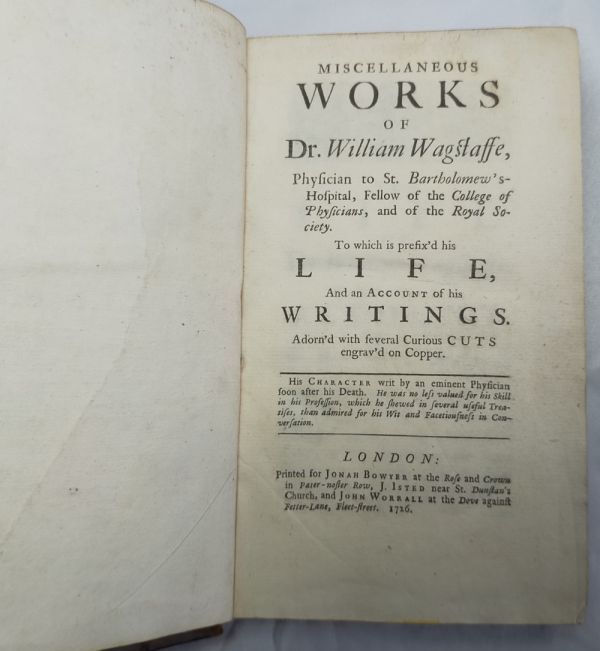 MISCELLANEOUS
WORKS
OF
Dr. William Wagſtaffe,
Phyſician to St. Bartholomew's-
Hoſpital, Fellow of the College of
Phyſicians, and of the Royal So-
ciety.
To which is prefix'd his
LIFE,
And an ACCOUNT of his
WRITINGS.
Adorn'd with ſeveral Curious CUTS
engrav'd on Copper.
His CHARACTER writ by an eminent Phyſician
ſoon after his Death. He was no leſs valued for his Skill
in his Profeſſion, which he ſhewed in ſeveral uſeful Trea-
tiſes, than admired for his Wit and Facetiouſneſs in Con-
verſation.
LONDON:
Printed for JONAH BOWYER at the Roſe and Crown
in Pater-noſter Row, J. ISTED near St. Dunſtan's
Church, and JOHN WORRALL at the Dove againſt
Fetter-Lane, Fleet-ſtreet. 1726.